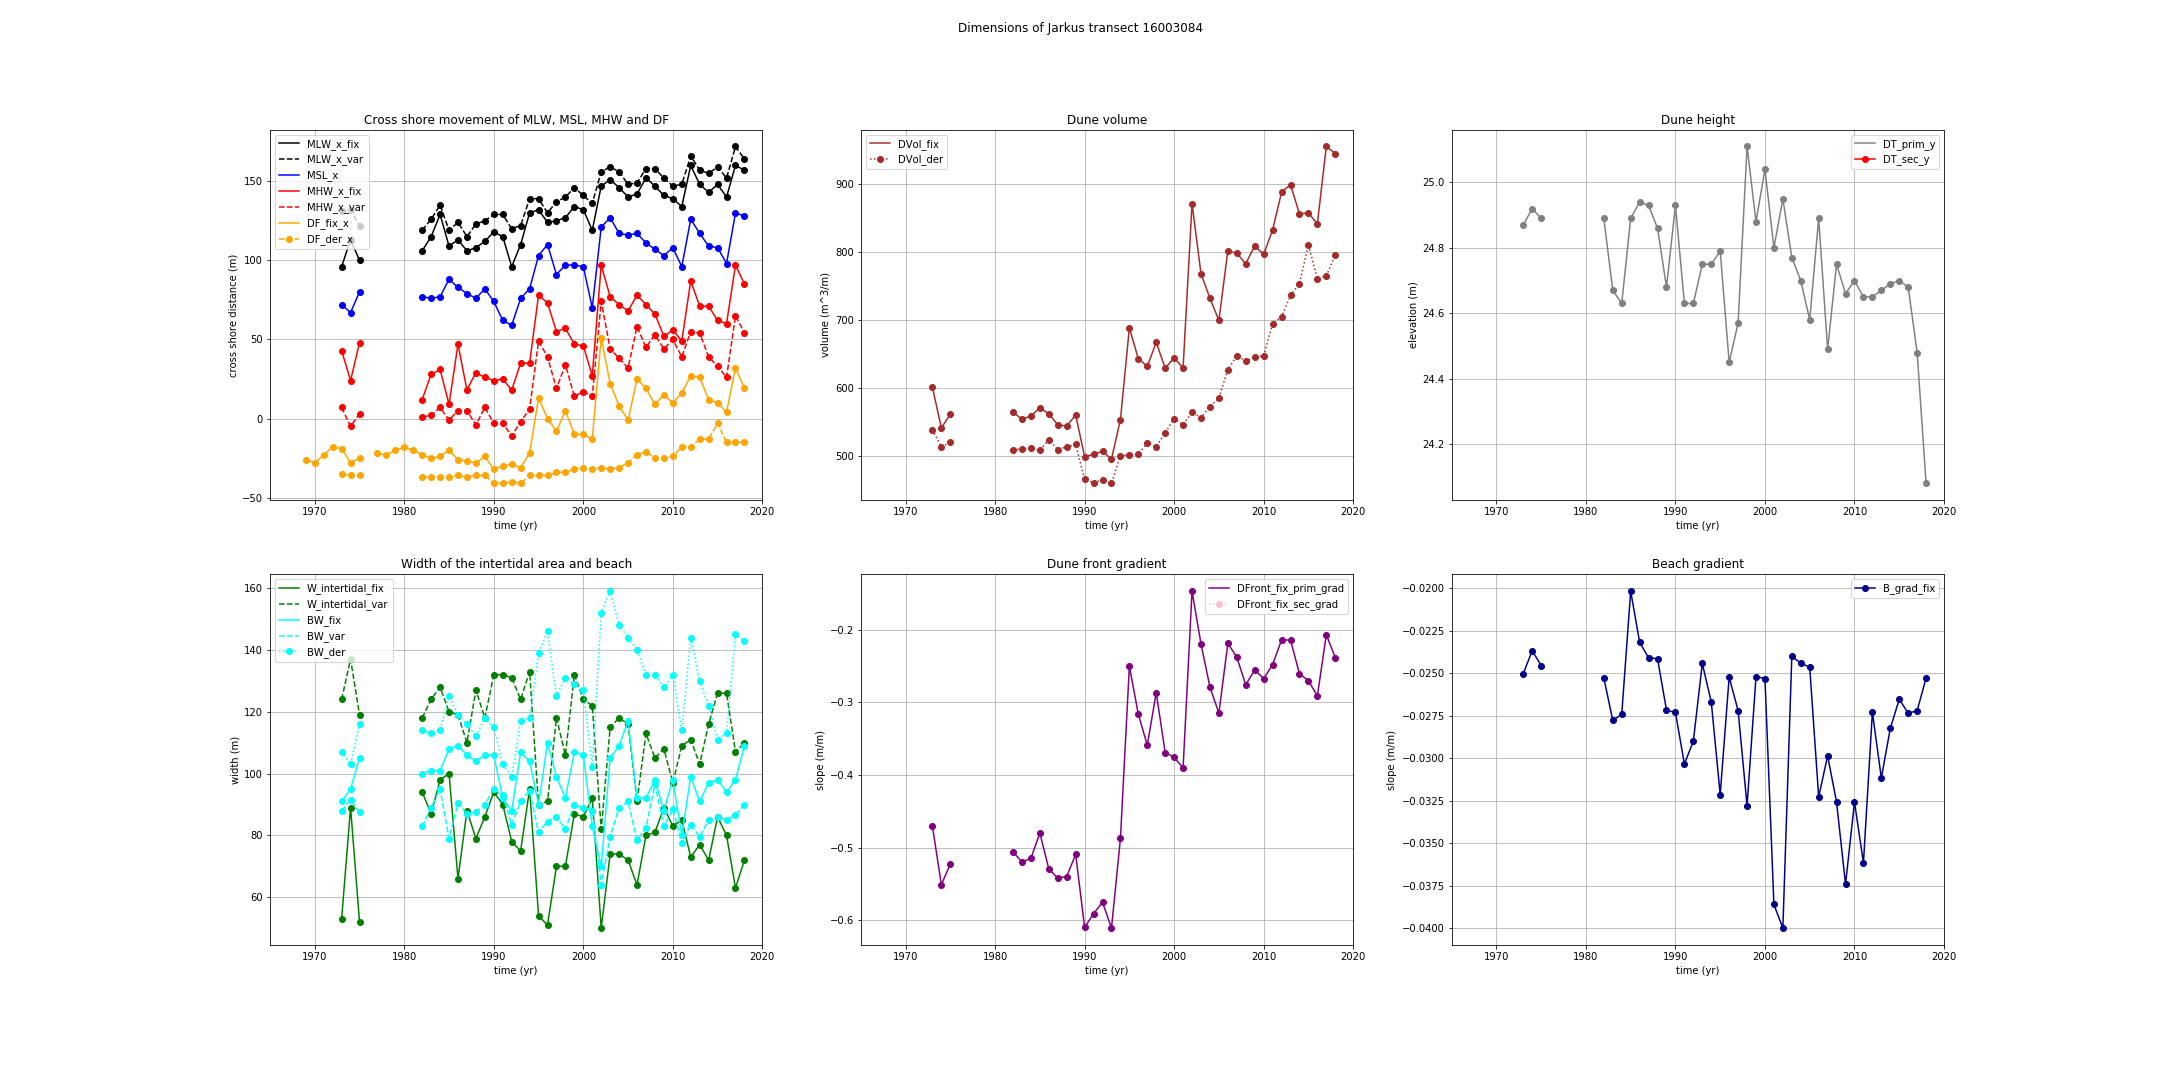 Dimensions of Jarkus transect 16003084
Cross shore movement of MLW, MSL, MHW and DF
MLW_x_fix
MLW_x_var
MSL_x
MHW_x_fix
MHW_x_var
DF_fix_x
DF_der_x
150
100
50
0
−50
cross shore distance (m)
1970 1980 1990 2000 2010 2020
time (yr)
Dune volume
DVol_fix
DVol_der
900
800
700
600
500
volume (m^3/m)
1970 1980 1990 2000 2010 2020
time (yr)
Dune height
DT_prim_y
DT_sec_y
25.0
24.8
24.6
24.4
24.2
elevation (m)
1970 1980 1990 2000 2010 2020
time (yr)
Width of the intertidal area and beach
W_intertidal_fix
W_intertidal_var
BW_fix
BW_var
BW_der
160
140
120
100
80
60
width (m)
1970 1980 1990 2000 2010 2020
time (yr)
Dune front gradient
DFront_fix_prim_grad
DFront_fix_sec_grad
−0.2
−0.3
−0.4
−0.5
−0.6
slope (m/m)
1970 1980 1990 2000 2010 2020
time (yr)
Beach gradient
B_grad_fix
−0.0200
−0.0225
−0.0250
−0.0275
−0.0300
−0.0325
−0.0350
−0.0375
−0.0400
slope (m/m)
1970 1980 1990 2000 2010 2020
time (yr)